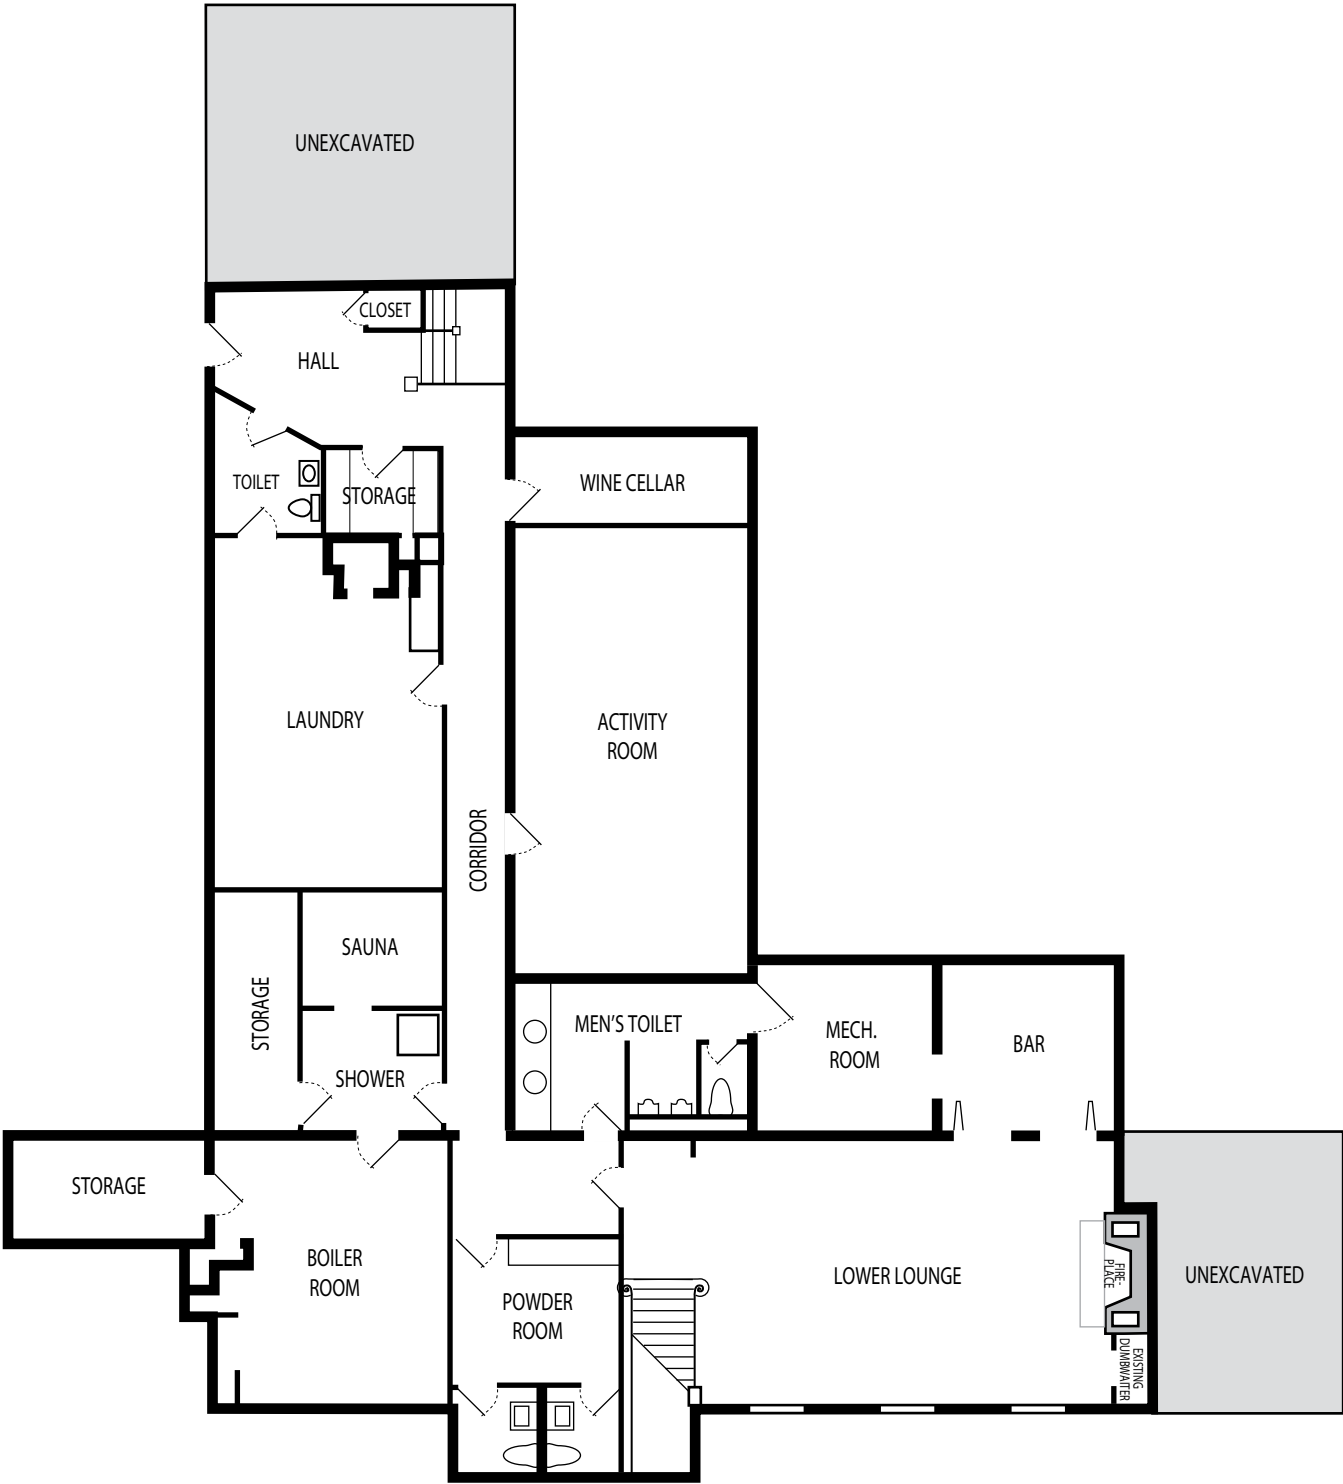 UNEXCAVATED
CLOSET
HALL
TOILET
STORAGE
WINE CELLAR
LAUNDRY
ACTIVITY
ROOM
CORRIDOR
SAUNA
STORAGE
SHOWER
MEN'S TOILET
MECH.
ROOM
BAR
STORAGE
BOILER
ROOM
POWDER
ROOM
LOWER LOUNGE
FIRE-
PLACE
EXISTING
DUMBWAITER
UNEXCAVATED